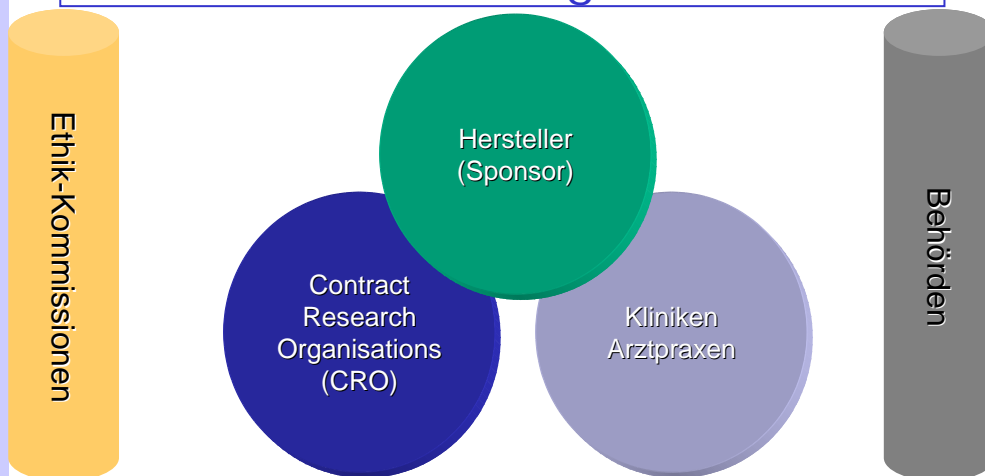 Ethik-Kommissionen
Hersteller
(Sponsor)
Contract
Research
Organisations
(CRO)
Kliniken
Arztpraxen
Behörden